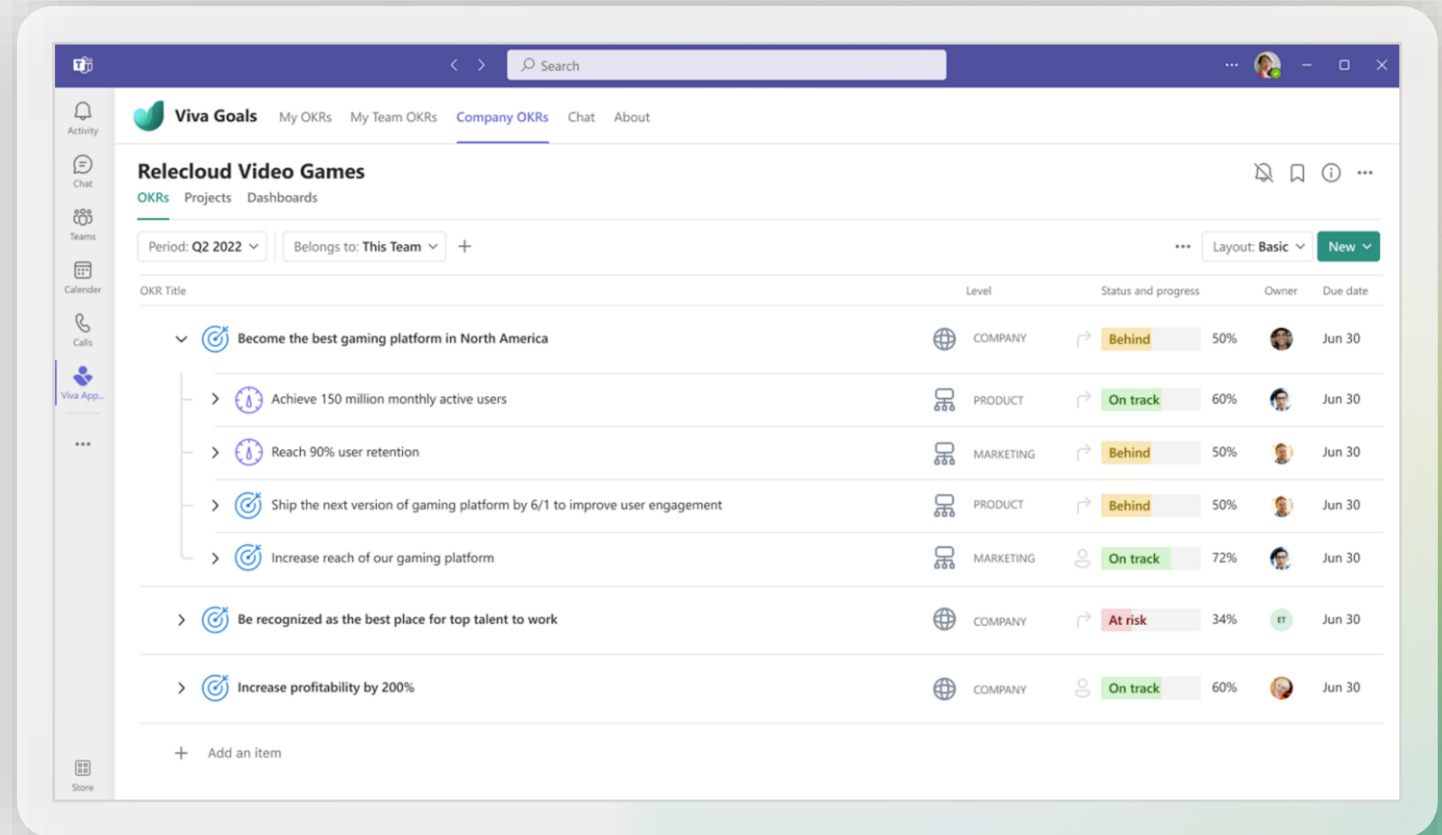 Search
Activity
Chat
Teams
Calender
Calls
Viva App...
Store
Viva Goals My OKRs My Team OKRs Company OKRs Chat About
Relecloud Video Games
OKRs Projects Dashboards
Period: Q2 2022 Belongs to: This Team Layout: Basic New
OKR Title Level Status and progress Owner Due date
Become the best gaming platform in North America COMPANY Behind 50% Jun 30
Achieve 150 million monthly active users PRODUCT On track 60% Jun 30
Reach 90% user retention MARKETING Behind 50% Jun 30
Ship the next version of gaming platform by 6/1 to improve user engagement PRODUCT Behind 50% Jun 30
Increase reach of our gaming platform MARKETING On track 72% Jun 30
Be recognized as the best place for top talent to work COMPANY At risk 34% ET Jun 30
Increase profitability by 200% COMPANY On track 60% Jun 30
Add an item